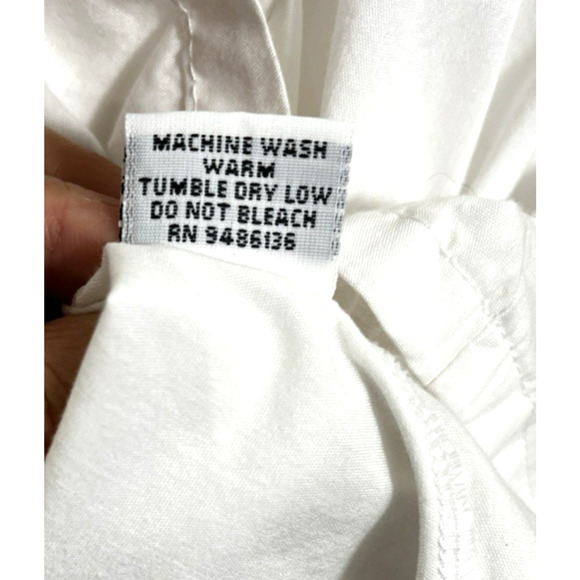 MACHINE WASH
WARM
TUMBLE DRY LOW
DO NOT BLEACH
RN 9486136